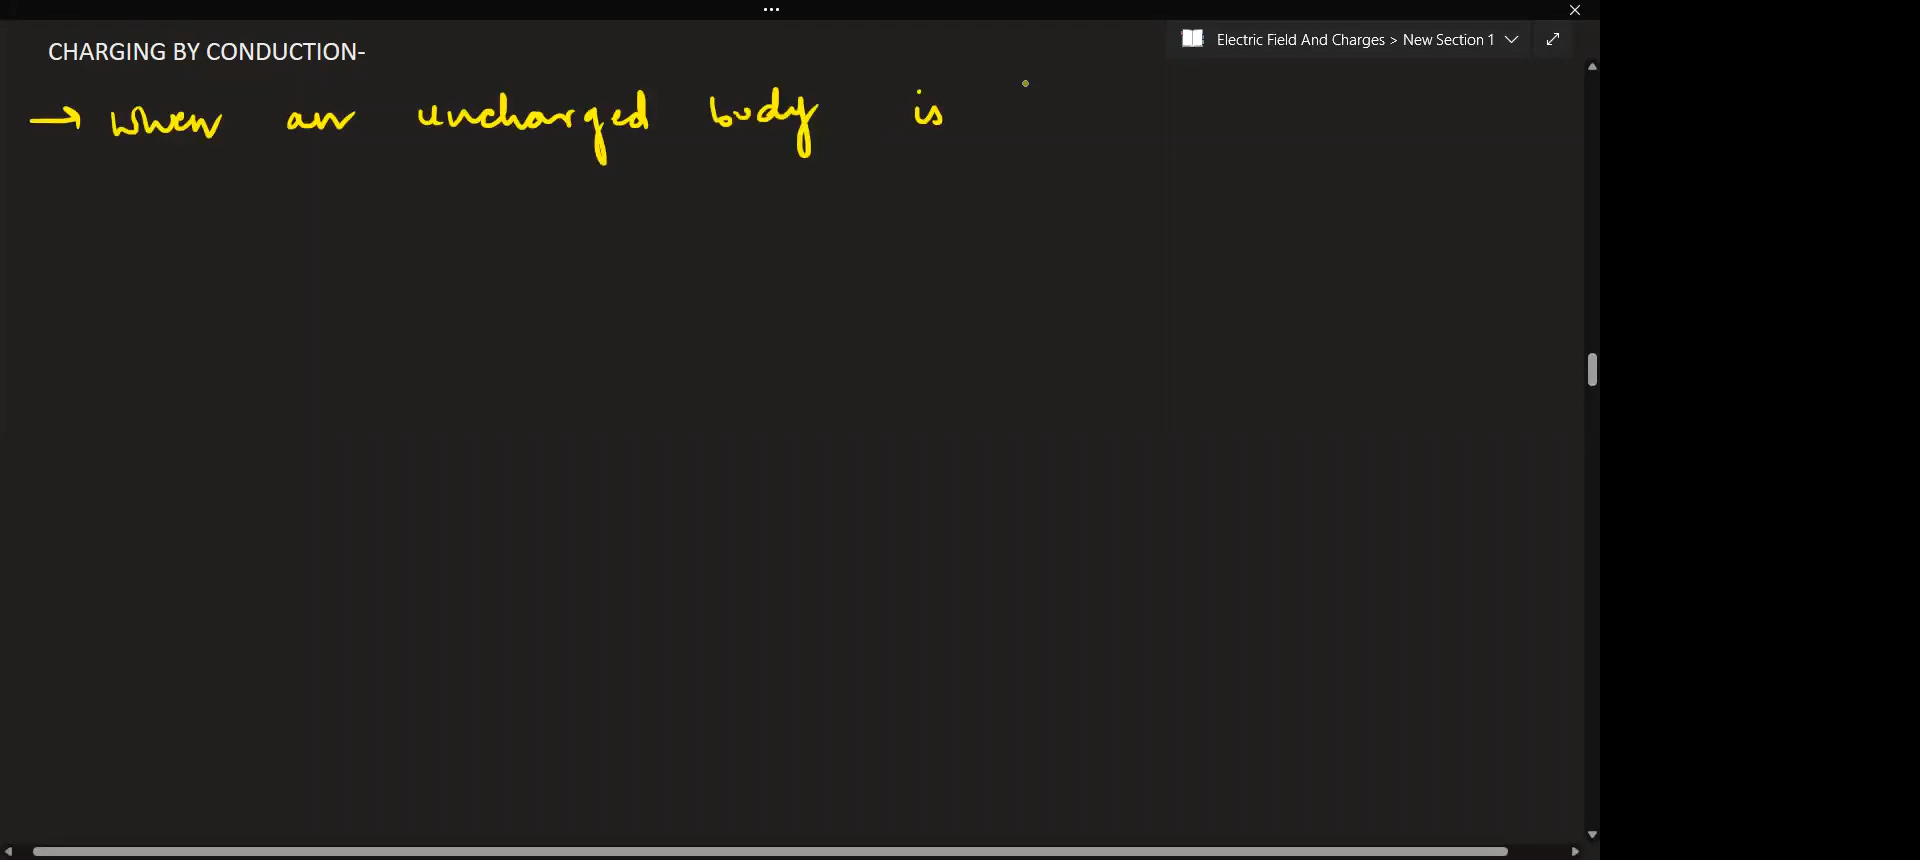 CHARGING BY CONDUCTION-
Electric Field And Charges > New Section 1
→ when an uncharged body is